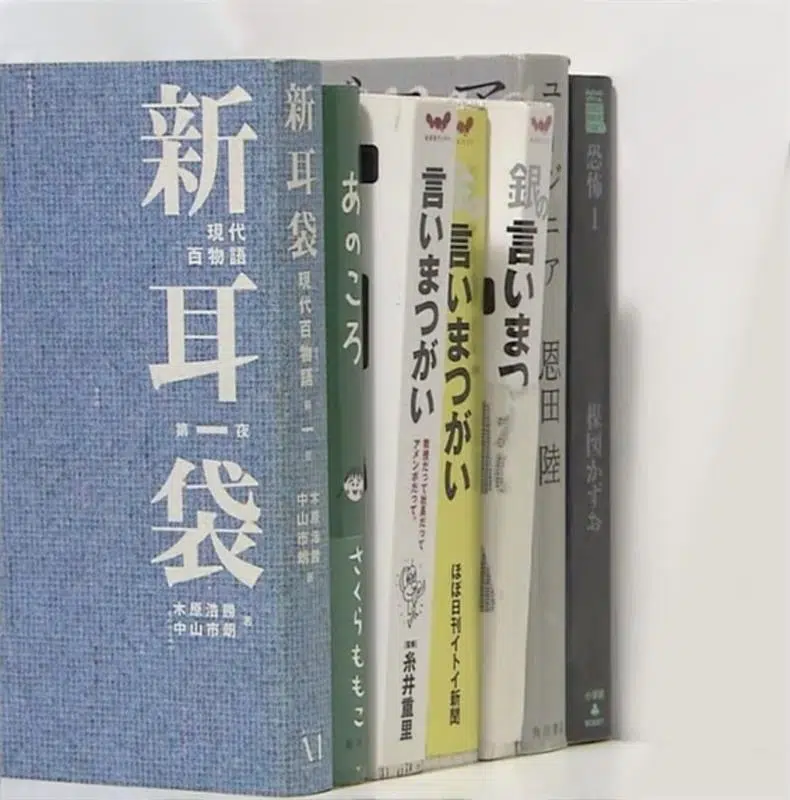 新耳袋
現代
百物語
第一夜
木原浩勝
中山市朗
著
新耳袋
現代百物語
第一
木原浩勝
中山市朗
あのころ
さくらももこ
言いまつがい
糸井重里
言いまつがい
ほぼ日刊イトイ新聞
銀の
言いまつ
ユージニア
恩田陸
角川書
恐怖1
楳図かずお
小学館